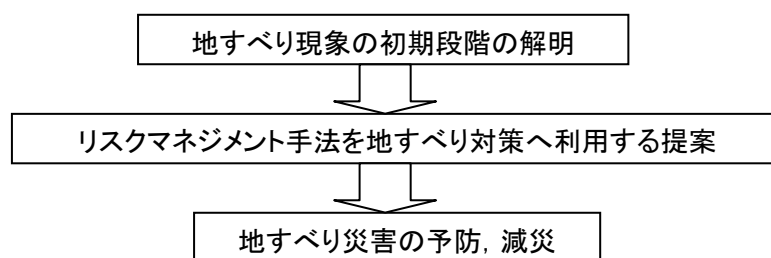 地すべり現象の初期段階の解明
リスクマネジメント手法を地すべり対策へ利用する提案
地すべり災害の予防，減災